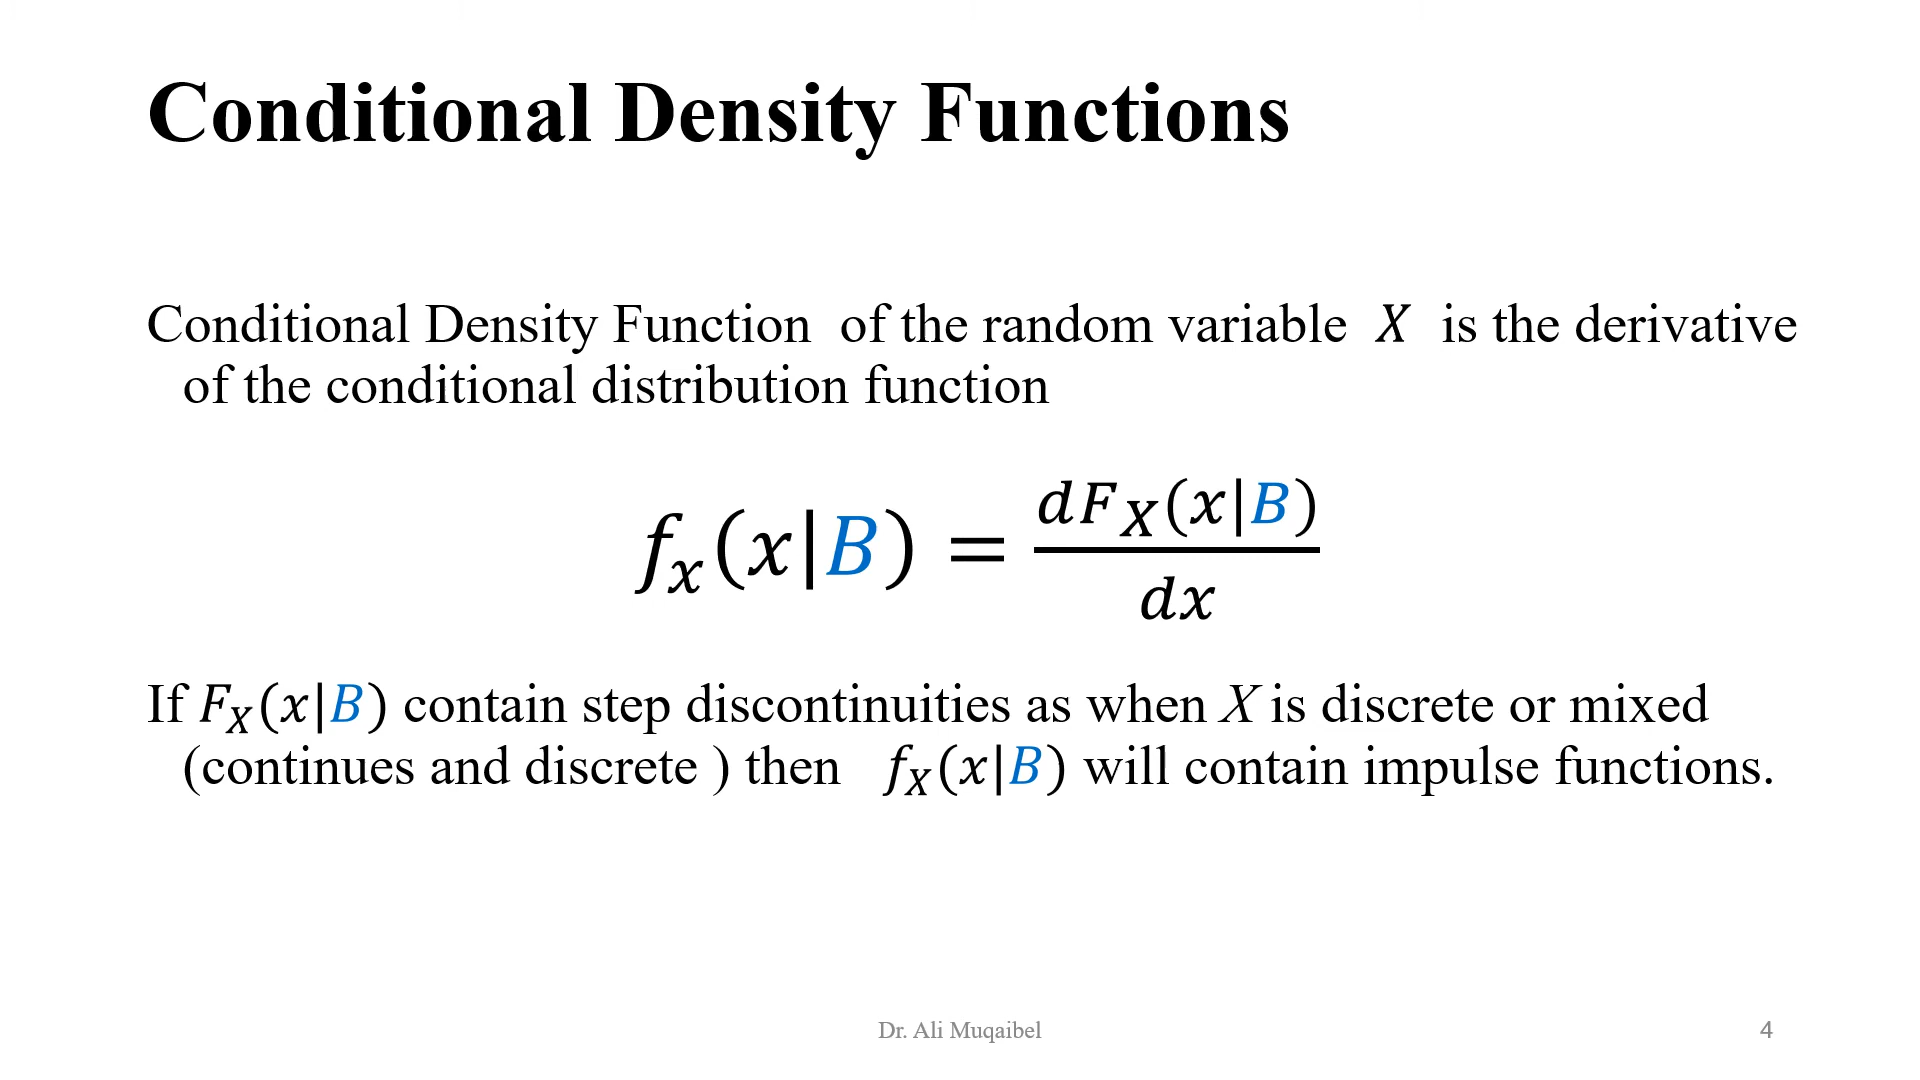 Conditional Density Functions
Conditional Density Function of the random variable X is the derivative
of the conditional distribution function
f_x(x|B) = dF_X(x|B)/dx
If F_X(x|B) contain step discontinuities as when X is discrete or mixed
(continues and discrete ) then f_X(x|B) will contain impulse functions.
Dr. Ali Muqaibel
4